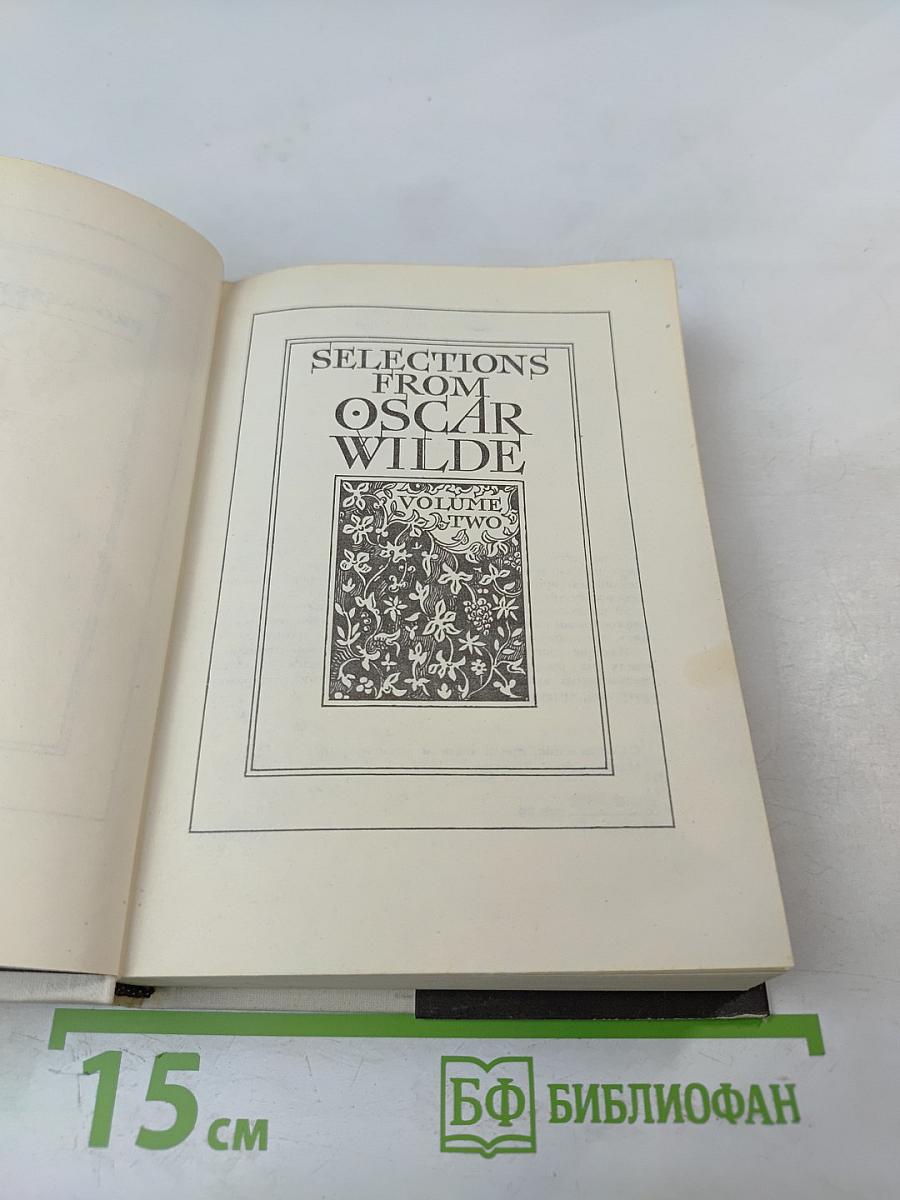 SELECTIONS
FROM
OSCAR
WILDE
VOLUME
TWO
15 см
БФ БИБЛИОФАН